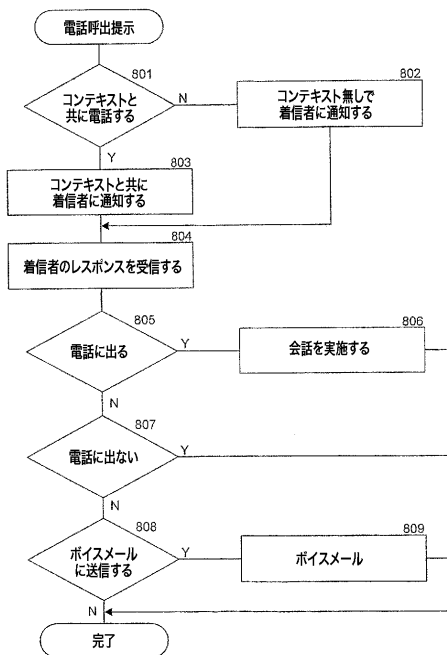 電話呼出提示
801
コンテキストと
共に電話する
N
Y
802
コンテキスト無しで
着信者に通知する
803
コンテキストと共に
着信者に通知する
804
着信者のレスポンスを受信する
805
電話に出る
Y
N
806
会話を実施する
807
電話に出ない
Y
N
808
ボイスメール
に送信する
Y
N
809
ボイスメール
完了